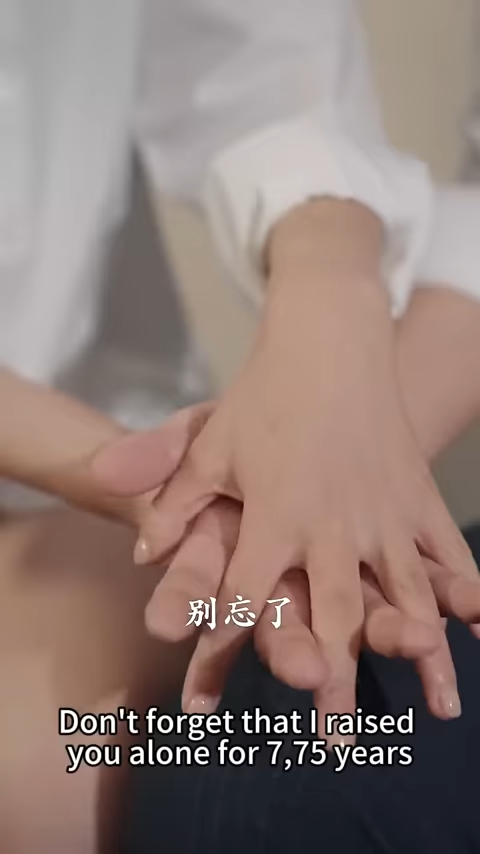 别忘了
Don't forget that I raised
you alone for 7,75 years